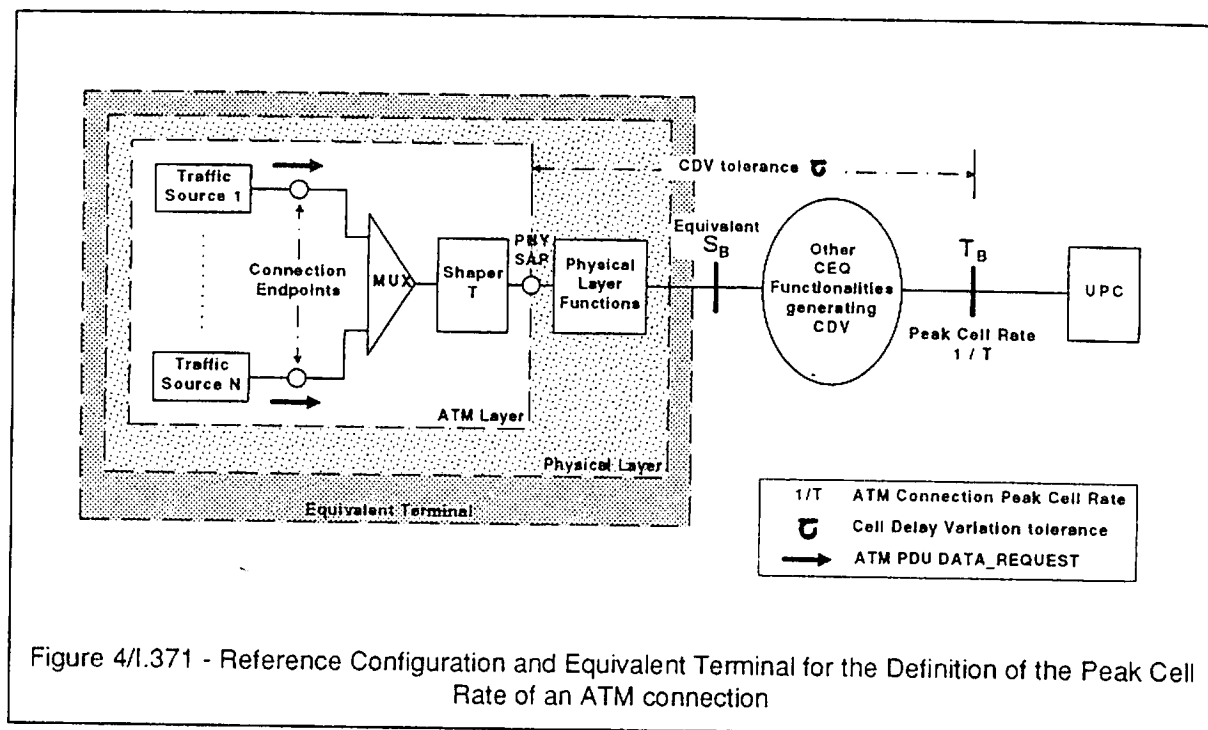 Traffic
Source 1
Connection
Endpoints
Traffic
Source N
MUX
Shaper
T
PHY
SAP
Physical
Layer
Functions
ATM Layer
Physical Layer
Equivalent Terminal
CDV tolerance τ
Equivalent
S_B
Other
CEQ
Functionalities
generating
CDV
T_B
Peak Cell Rate
1 / T
UPC
1/T ATM Connection Peak Cell Rate
τ Cell Delay Variation tolerance
ATM PDU DATA_REQUEST
Figure 4/I.371 - Reference Configuration and Equivalent Terminal for the Definition of the Peak Cell
Rate of an ATM connection